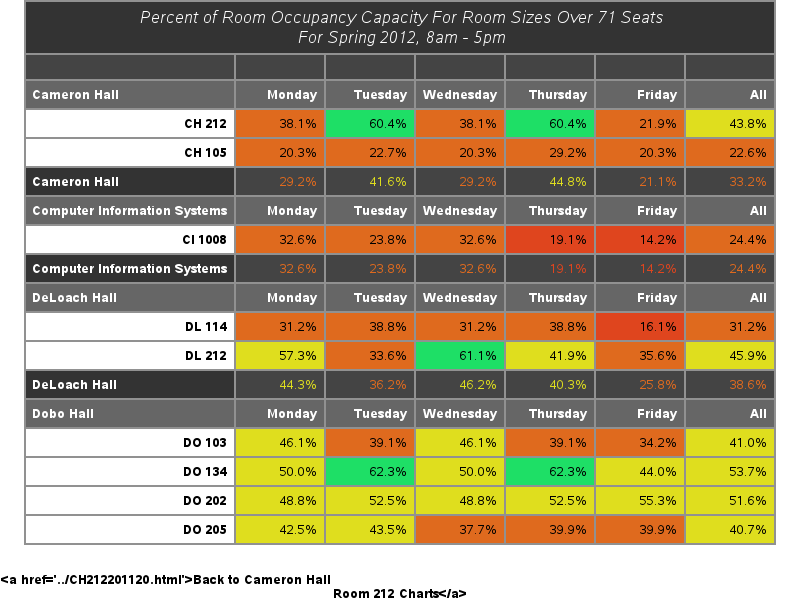 Percent of Room Occupancy Capacity For Room Sizes Over 71 Seats
For Spring 2012, 8am - 5pm
Cameron Hall Monday Tuesday Wednesday Thursday Friday All
CH 212 38.1% 60.4% 38.1% 60.4% 21.9% 43.8%
CH 105 20.3% 22.7% 20.3% 29.2% 20.3% 22.6%
Cameron Hall 29.2% 41.6% 29.2% 44.8% 21.1% 33.2%
Computer Information Systems Monday Tuesday Wednesday Thursday Friday All
CI 1008 32.6% 23.8% 32.6% 19.1% 14.2% 24.4%
Computer Information Systems 32.6% 23.8% 32.6% 19.1% 14.2% 24.4%
DeLoach Hall Monday Tuesday Wednesday Thursday Friday All
DL 114 31.2% 38.8% 31.2% 38.8% 16.1% 31.2%
DL 212 57.3% 33.6% 61.1% 41.9% 35.6% 45.9%
DeLoach Hall 44.3% 36.2% 46.2% 40.3% 25.8% 38.6%
Dobo Hall Monday Tuesday Wednesday Thursday Friday All
DO 103 46.1% 39.1% 46.1% 39.1% 34.2% 41.0%
DO 134 50.0% 62.3% 50.0% 62.3% 44.0% 53.7%
DO 202 48.8% 52.5% 48.8% 52.5% 55.3% 51.6%
DO 205 42.5% 43.5% 37.7% 39.9% 39.9% 40.7%
<a href='../CH212201120.html'>Back to Cameron Hall
Room 212 Charts</a>